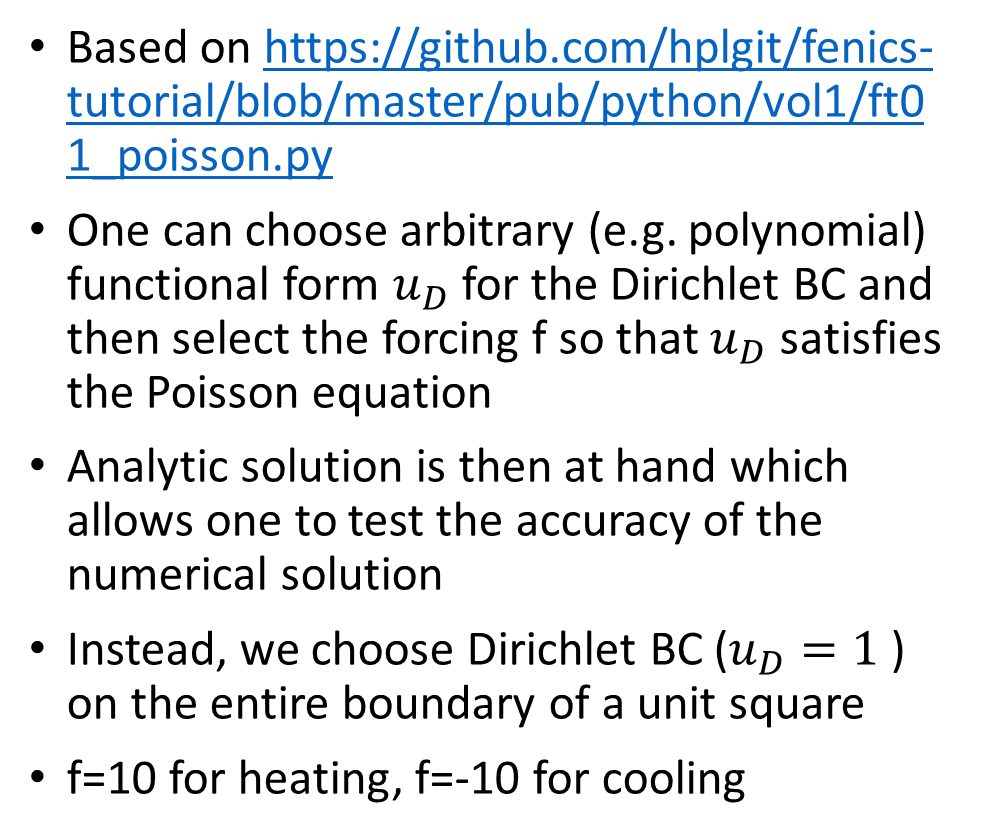 • Based on https://github.com/hplgit/fenics-
tutorial/blob/master/pub/python/vol1/ft0
1_poisson.py
• One can choose arbitrary (e.g. polynomial)
functional form 𝑢_𝐷 for the Dirichlet BC and
then select the forcing f so that 𝑢_𝐷 satisfies
the Poisson equation
• Analytic solution is then at hand which
allows one to test the accuracy of the
numerical solution
• Instead, we choose Dirichlet BC (𝑢_𝐷 = 1 )
on the entire boundary of a unit square
• f=10 for heating, f=-10 for cooling